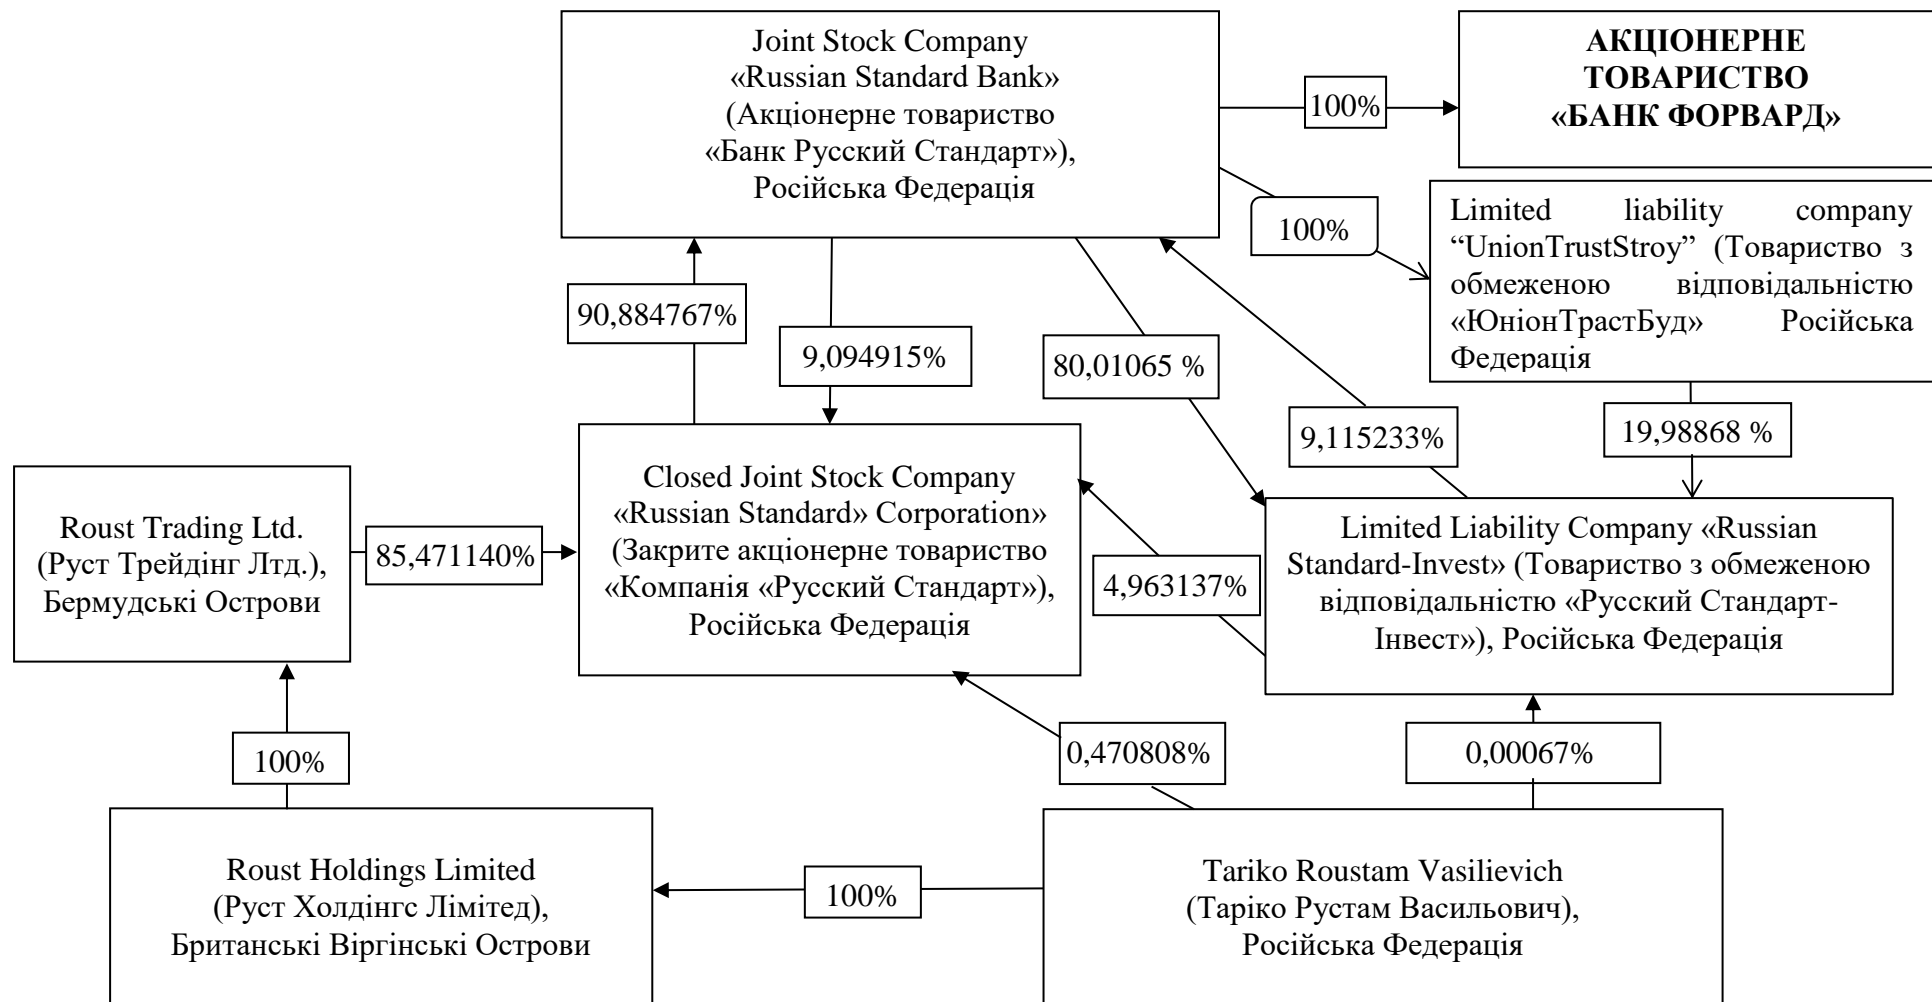 Joint Stock Company
«Russian Standard Bank»
(Акціонерне товариство
«Банк Русский Стандарт»),
Російська Федерація
100%
АКЦІОНЕРНЕ
ТОВАРИСТВО
«БАНК ФОРВАРД»
100%
Limited liability company
“UnionTrustStroy” (Товариство з
обмеженою відповідальністю
«ЮніонТрастБуд» Російська
Федерація
90,884767%
9,094915%
80,01065 %
9,115233%
19,98868 %
Roust Trading Ltd.
(Руст Трейдінг Лтд.),
Бермудські Острови
85,471140%
Closed Joint Stock Company
«Russian Standard» Corporation»
(Закрите акціонерне товариство
«Компанія «Русский Стандарт»),
Російська Федерація
4,963137%
Limited Liability Company «Russian
Standard-Invest» (Товариство з обмеженою
відповідальністю «Русский Стандарт-
Інвест»), Російська Федерація
100%
0,470808%
0,00067%
Roust Holdings Limited
(Руст Холдінгс Лімітед),
Британські Віргінські Острови
100%
Tariko Roustam Vasilievich
(Таріко Рустам Васильович),
Російська Федерація